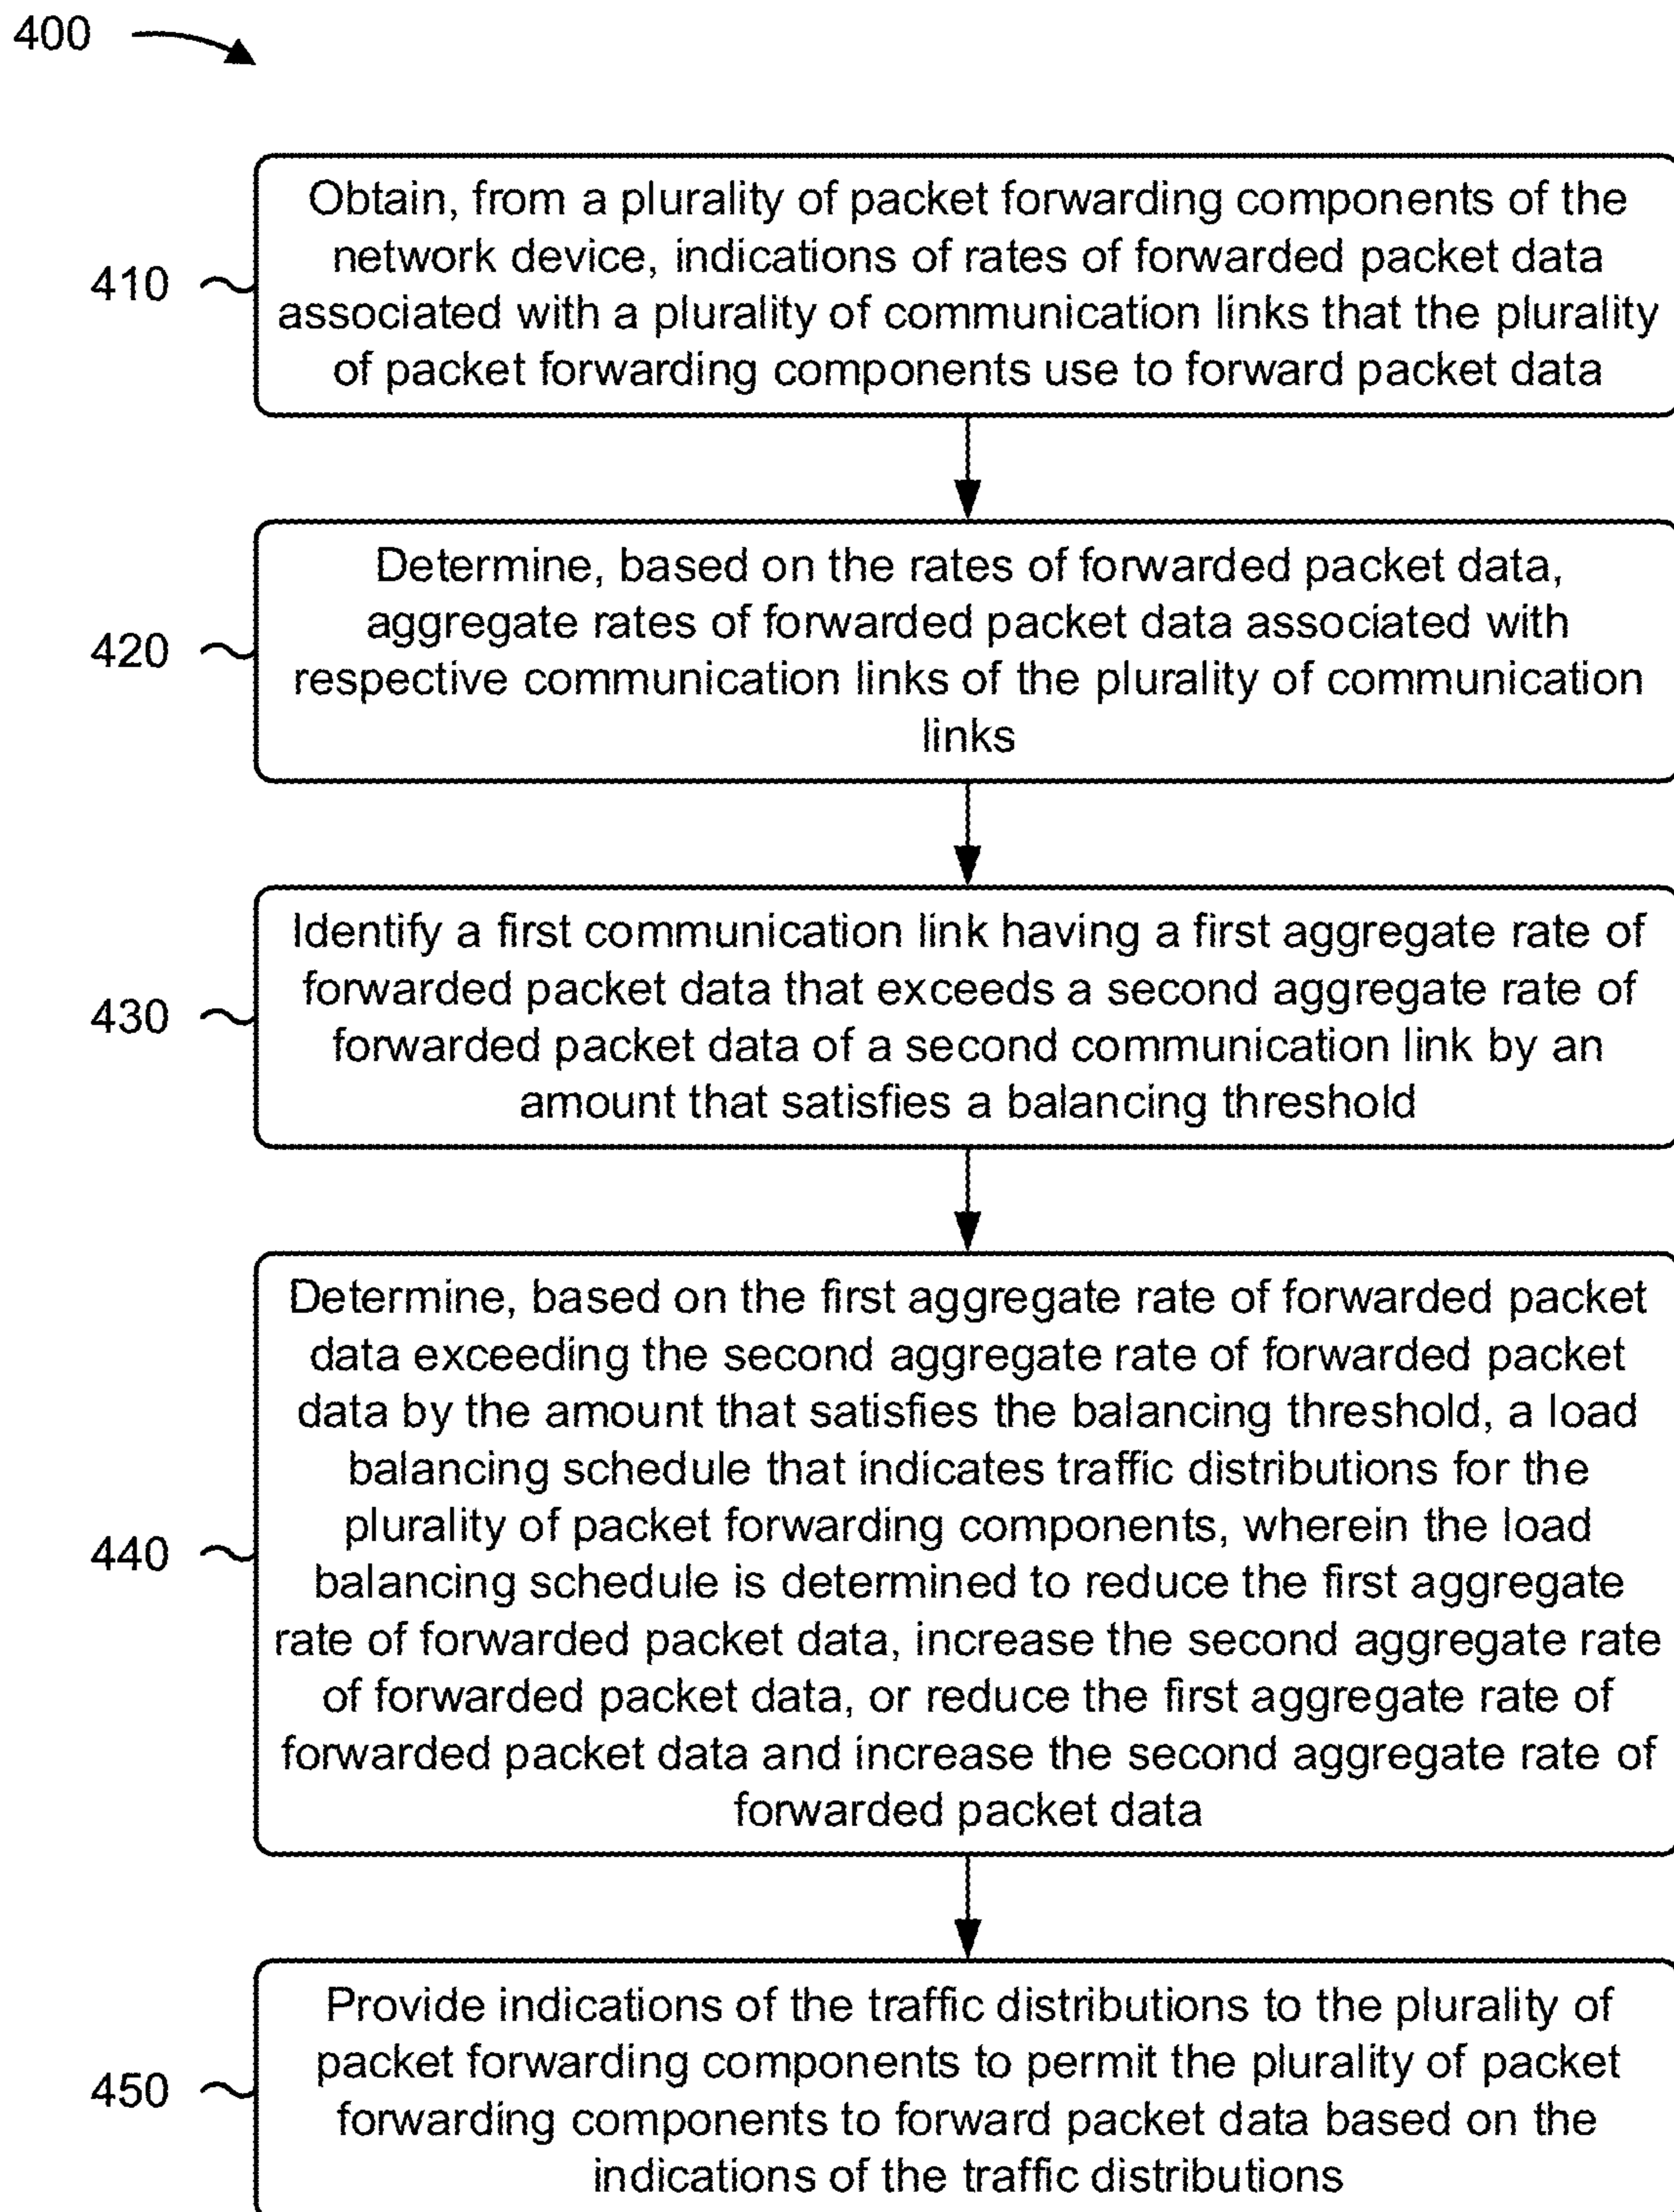 400
Obtain, from a plurality of packet forwarding components of the
network device, indications of rates of forwarded packet data
associated with a plurality of communication links that the plurality
of packet forwarding components use to forward packet data
410
Determine, based on the rates of forwarded packet data,
aggregate rates of forwarded packet data associated with
respective communication links of the plurality of communication
links
420
Identify a first communication link having a first aggregate rate of
forwarded packet data that exceeds a second aggregate rate of
forwarded packet data of a second communication link by an
amount that satisfies a balancing threshold
430
Determine, based on the first aggregate rate of forwarded packet
data exceeding the second aggregate rate of forwarded packet
data by the amount that satisfies the balancing threshold, a load
balancing schedule that indicates traffic distributions for the
plurality of packet forwarding components, wherein the load
balancing schedule is determined to reduce the first aggregate
rate of forwarded packet data, increase the second aggregate rate
of forwarded packet data, or reduce the first aggregate rate of
forwarded packet data and increase the second aggregate rate of
forwarded packet data
440
Provide indications of the traffic distributions to the plurality of
packet forwarding components to permit the plurality of packet
forwarding components to forward packet data based on the
indications of the traffic distributions
450